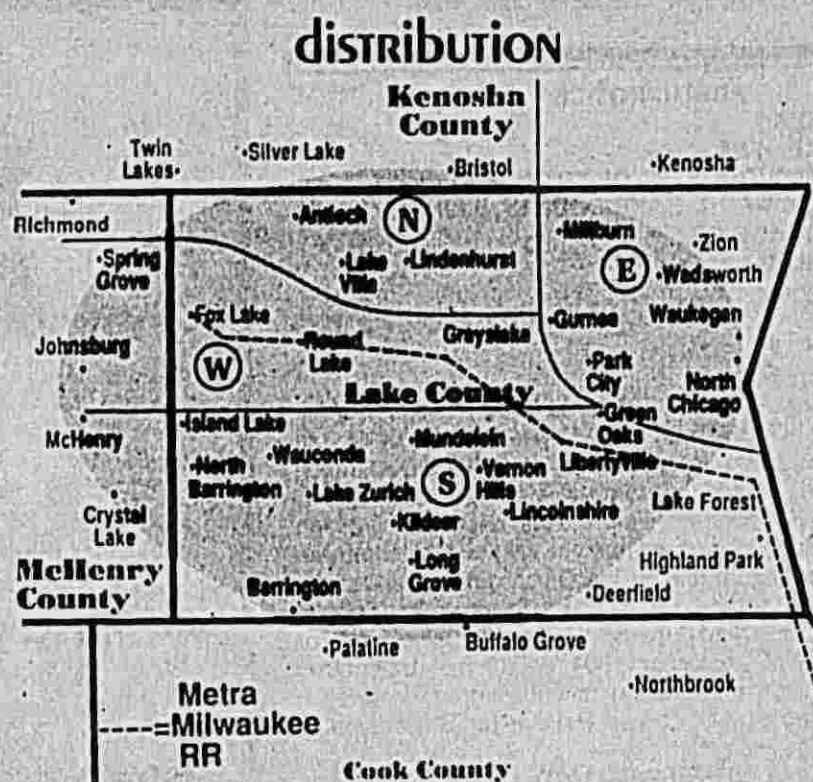 distribution
Kenosha
County
Twin
Lakes
Silver Lake
Bristol
Kenosha
Richmond
Antioch
N
Millburn
Zion
Spring
Grove
Lake
Villa
Lindenhurst
E
Wadsworth
Fox Lake
Grayslake
Gurnee
Waukegan
Johnsburg
W
Round
Lake
Park
City
Lake County
North
Chicago
McHenry
Island Lake
Green
Oaks
Mundelein
Wauconda
North
Barrington
Lake Zurich
S
Vernon
Hills
Libertyville
Crystal
Lake
Kildeer
Lincolnshire
Lake Forest
McHenry
County
Long
Grove
Highland Park
Barrington
Deerfield
Palatine
Buffalo Grove
Northbrook
Metra
----=Milwaukee
RR
Cook County